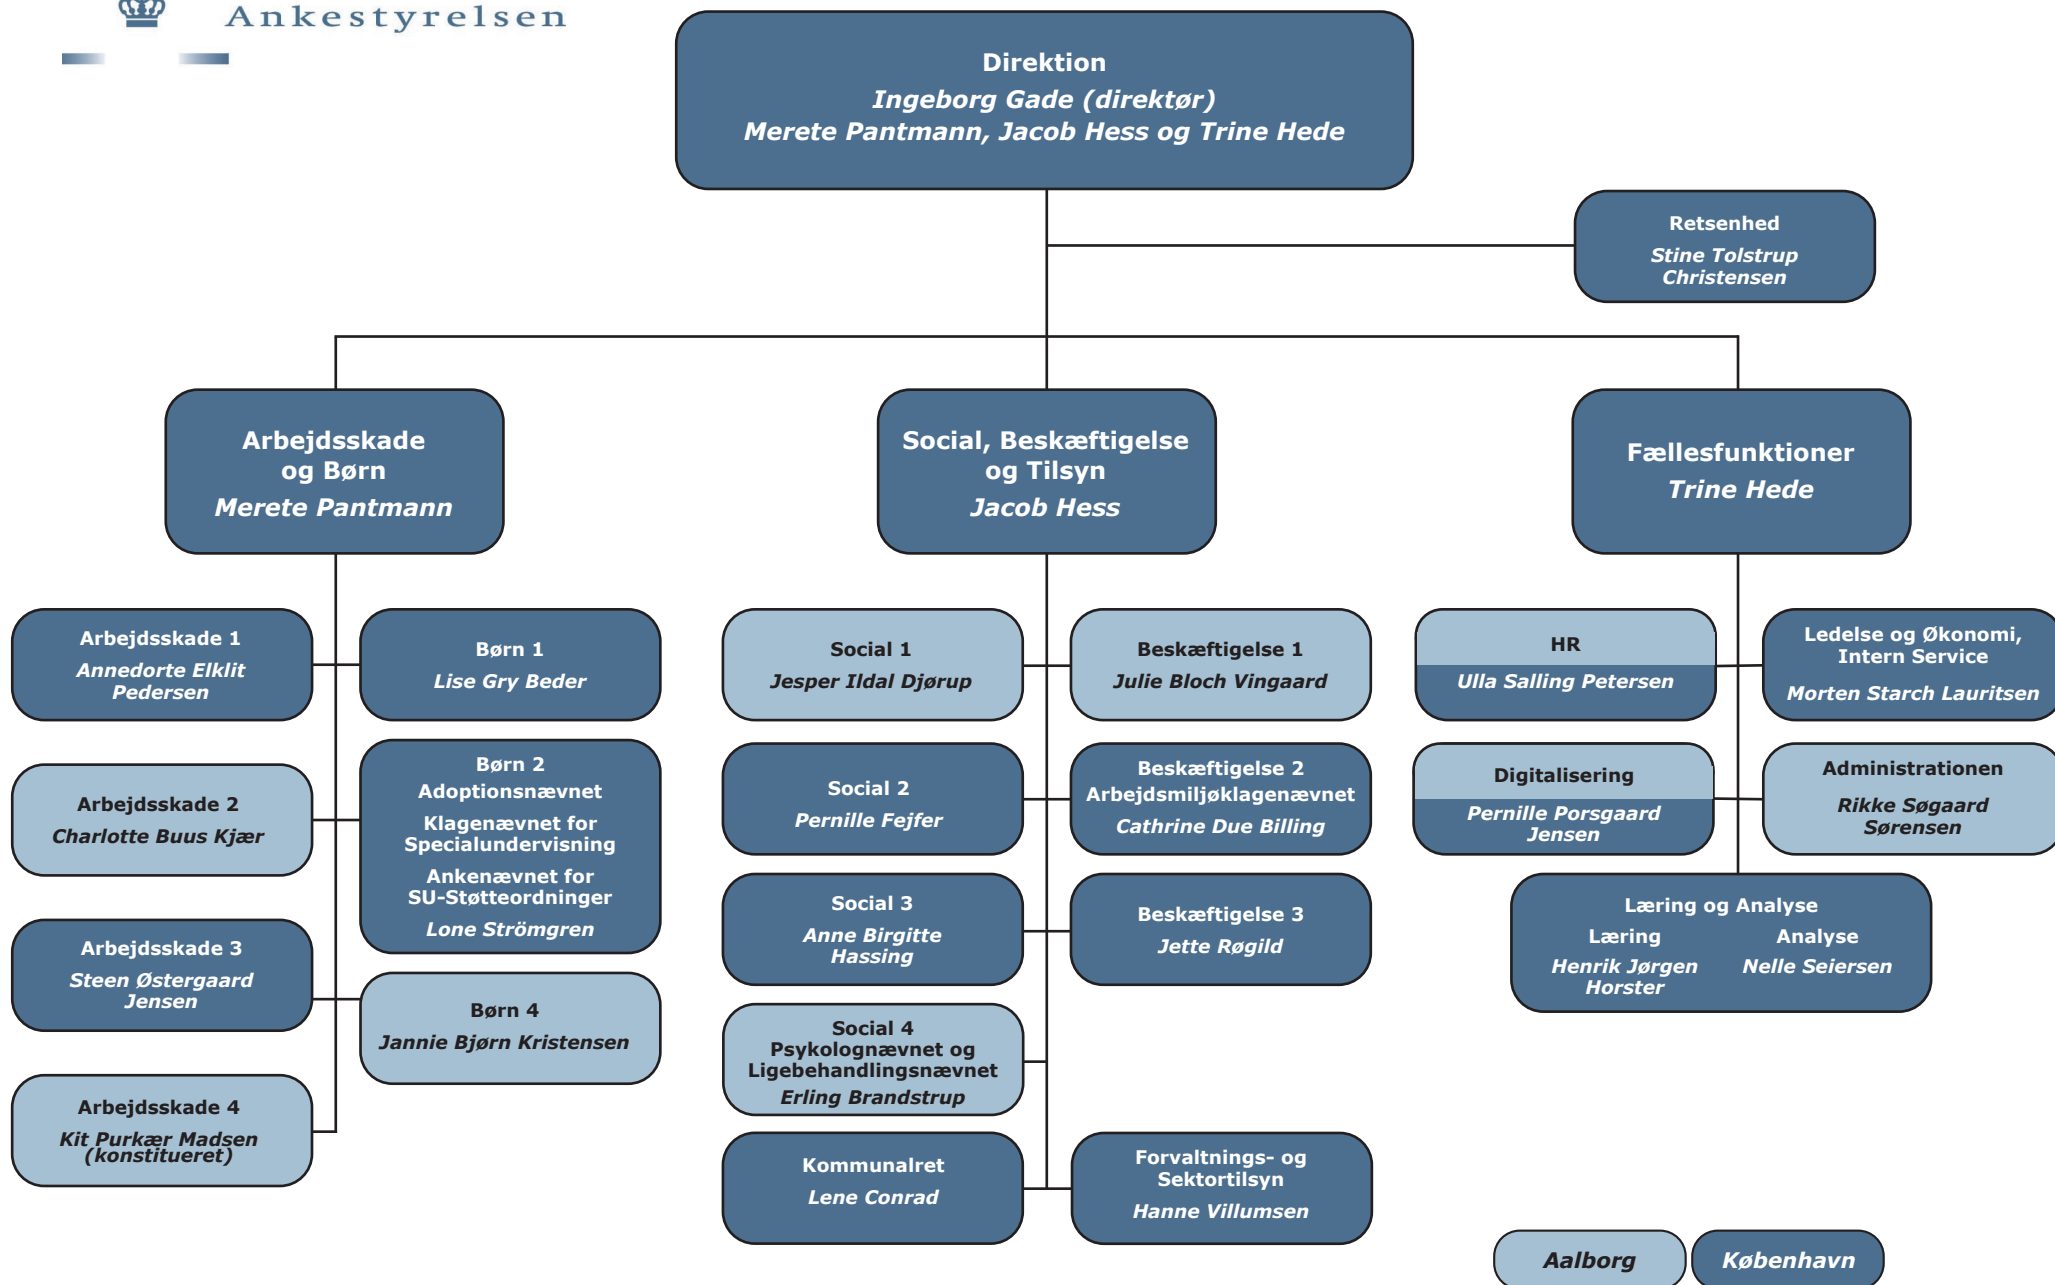 Ankestyrelsen
Direktion
Ingeborg Gade (direktør)
Merete Pantmann, Jacob Hess og Trine Hede
Retsenhed
Stine Tolstrup
Christensen
Arbejdsskade
og Børn
Merete Pantmann
Social, Beskæftigelse
og Tilsyn
Jacob Hess
Fællesfunktioner
Trine Hede
Arbejdsskade 1
Annedorte Elklit
Pedersen
Børn 1
Lise Gry Beder
Arbejdsskade 2
Charlotte Buus Kjær
Børn 2
Adoptionsnævnet
Klagenævnet for
Specialundervisning
Ankenævnet for
SU-Støtteordninger
Lone Strömgren
Arbejdsskade 3
Steen Østergaard
Jensen
Børn 4
Jannie Bjørn Kristensen
Arbejdsskade 4
Kit Purkær Madsen
(konstitueret)
Social 1
Jesper Ildal Djørup
Beskæftigelse 1
Julie Bloch Vingaard
Social 2
Pernille Fejfer
Beskæftigelse 2
Arbejdsmiljøklagenævnet
Cathrine Due Billing
Social 3
Anne Birgitte
Hassing
Beskæftigelse 3
Jette Røgild
Social 4
Psykolognævnet og
Ligebehandlingsnævnet
Erling Brandstrup
Kommunalret
Lene Conrad
Forvaltnings- og
Sektortilsyn
Hanne Villumsen
HR
Ulla Salling Petersen
Ledelse og Økonomi,
Intern Service
Morten Starch Lauritsen
Digitalisering
Pernille Porsgaard
Jensen
Administrationen
Rikke Søgaard
Sørensen
Læring og Analyse
Læring
Henrik Jørgen
Horster
Analyse
Nelle Seiersen
Aalborg
København